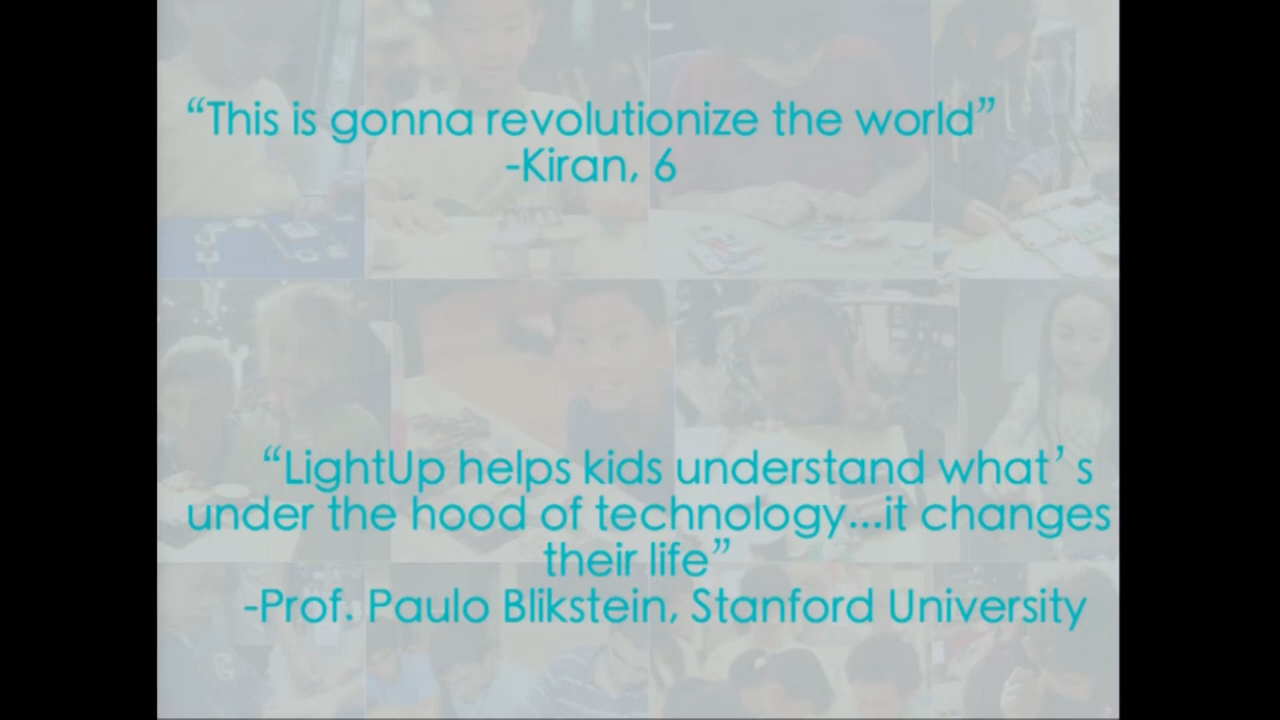 “This is gonna revolutionize the world”
-Kiran, 6
“LightUp helps kids understand what’s
under the hood of technology...it changes
their life”
-Prof. Paulo Blikstein, Stanford University